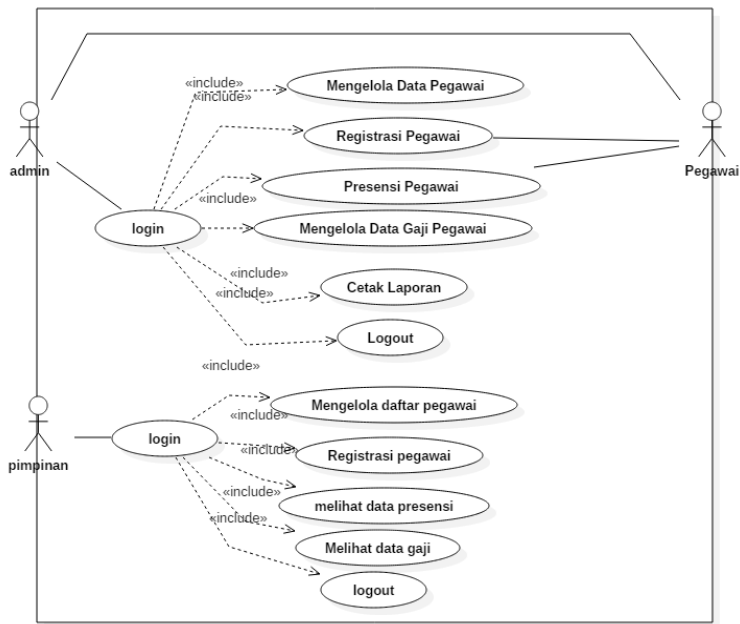 «include»
«include»
Mengelola Data Pegawai
admin
Registrasi Pegawai
Pegawai
Presensi Pegawai
«include»
login
Mengelola Data Gaji Pegawai
«include»
Cetak Laporan
«include»
Logout
«include»
Mengelola daftar pegawai
«include»
login
pimpinan
«include»
Registrasi pegawai
«include»
melihat data presensi
«include»
Melihat data gaji
logout